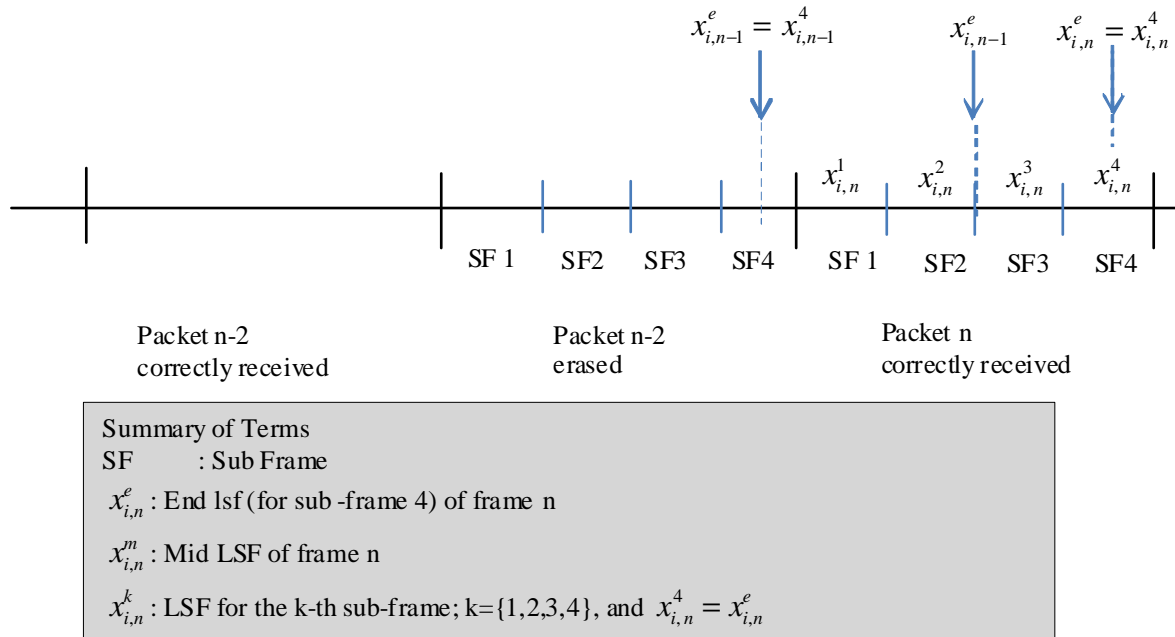 x^e_{i,n-1} = x^4_{i,n-1} x^e_{i,n-1} x^e_{i,n} = x^4_{i,n}
x^1_{i,n} x^2_{i,n} x^3_{i,n} x^4_{i,n}
SF 1 SF2 SF3 SF4 SF 1 SF2 SF3 SF4
Packet n-2
correctly received
Packet n-2
erased
Packet n
correctly received
Summary of Terms
SF : Sub Frame
x^e_{i,n} : End lsf (for sub -frame 4) of frame n
x^m_{i,n} : Mid LSF of frame n
x^k_{i,n} : LSF for the k-th sub-frame; k={1,2,3,4}, and x^4_{i,n} = x^e_{i,n}